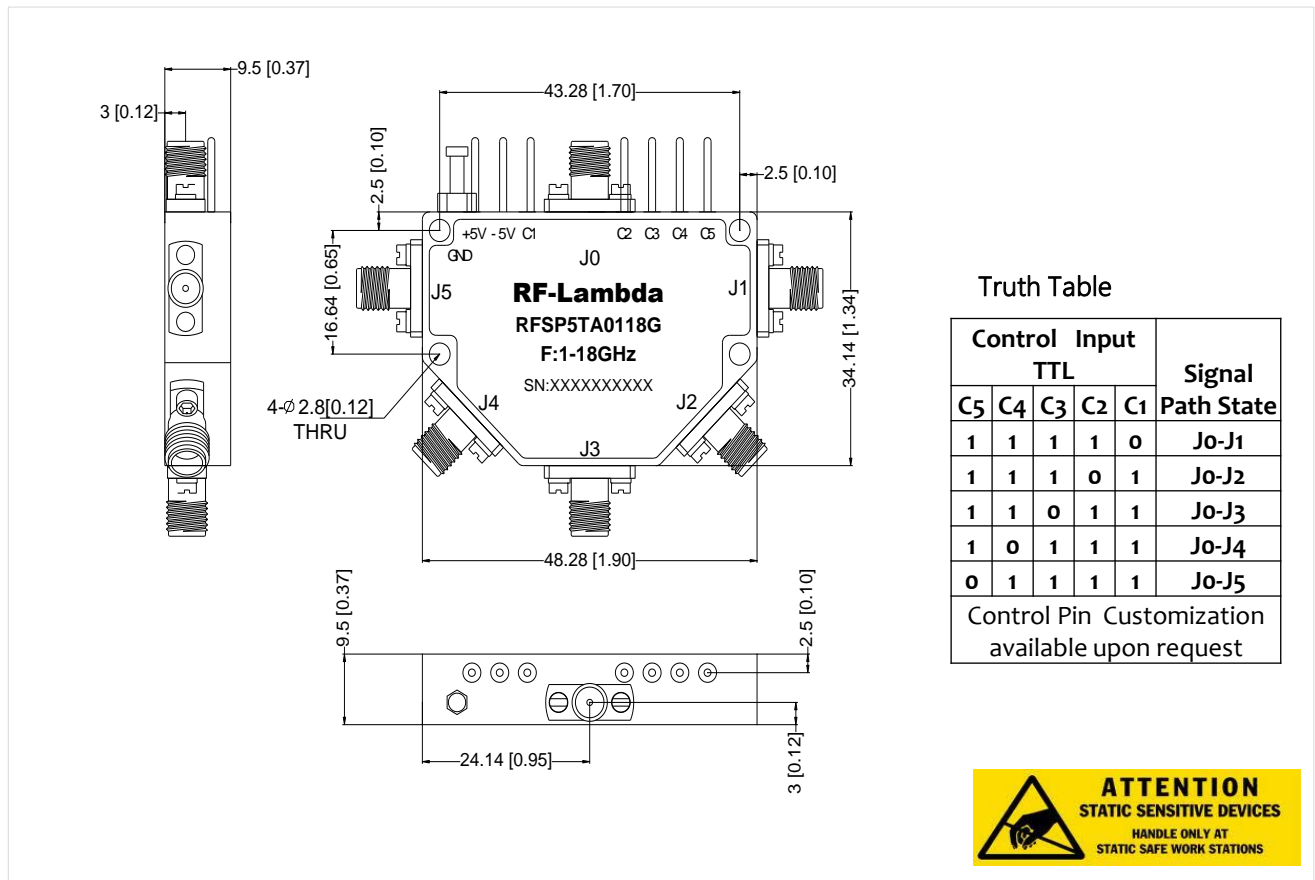 9.5 [0.37]
3 [0.12]
43.28 [1.70]
2.5 [0.10]
2.5 [0.10]
+5V -5V C1 C2 C3 C4 C5
GND
J0
J5
J1
RF-Lambda
RFSP5TA0118G
F:1-18GHz
SN:XXXXXXXXXX
16.64 [0.65]
34.14 [1.34]
4-∅2.8[0.12]
THRU
J4
J2
J3
48.28 [1.90]
9.5 [0.37]
2.5 [0.10]
24.14 [0.95]
3 [0.12]
Truth Table
Control Input
TTL
Signal
Path State
C5 C4 C3 C2 C1
1 1 1 1 0 J0-J1
1 1 1 0 1 J0-J2
1 1 0 1 1 J0-J3
1 0 1 1 1 J0-J4
0 1 1 1 1 J0-J5
Control Pin Customization
available upon request
ATTENTION
STATIC SENSITIVE DEVICES
HANDLE ONLY AT
STATIC SAFE WORK STATIONS